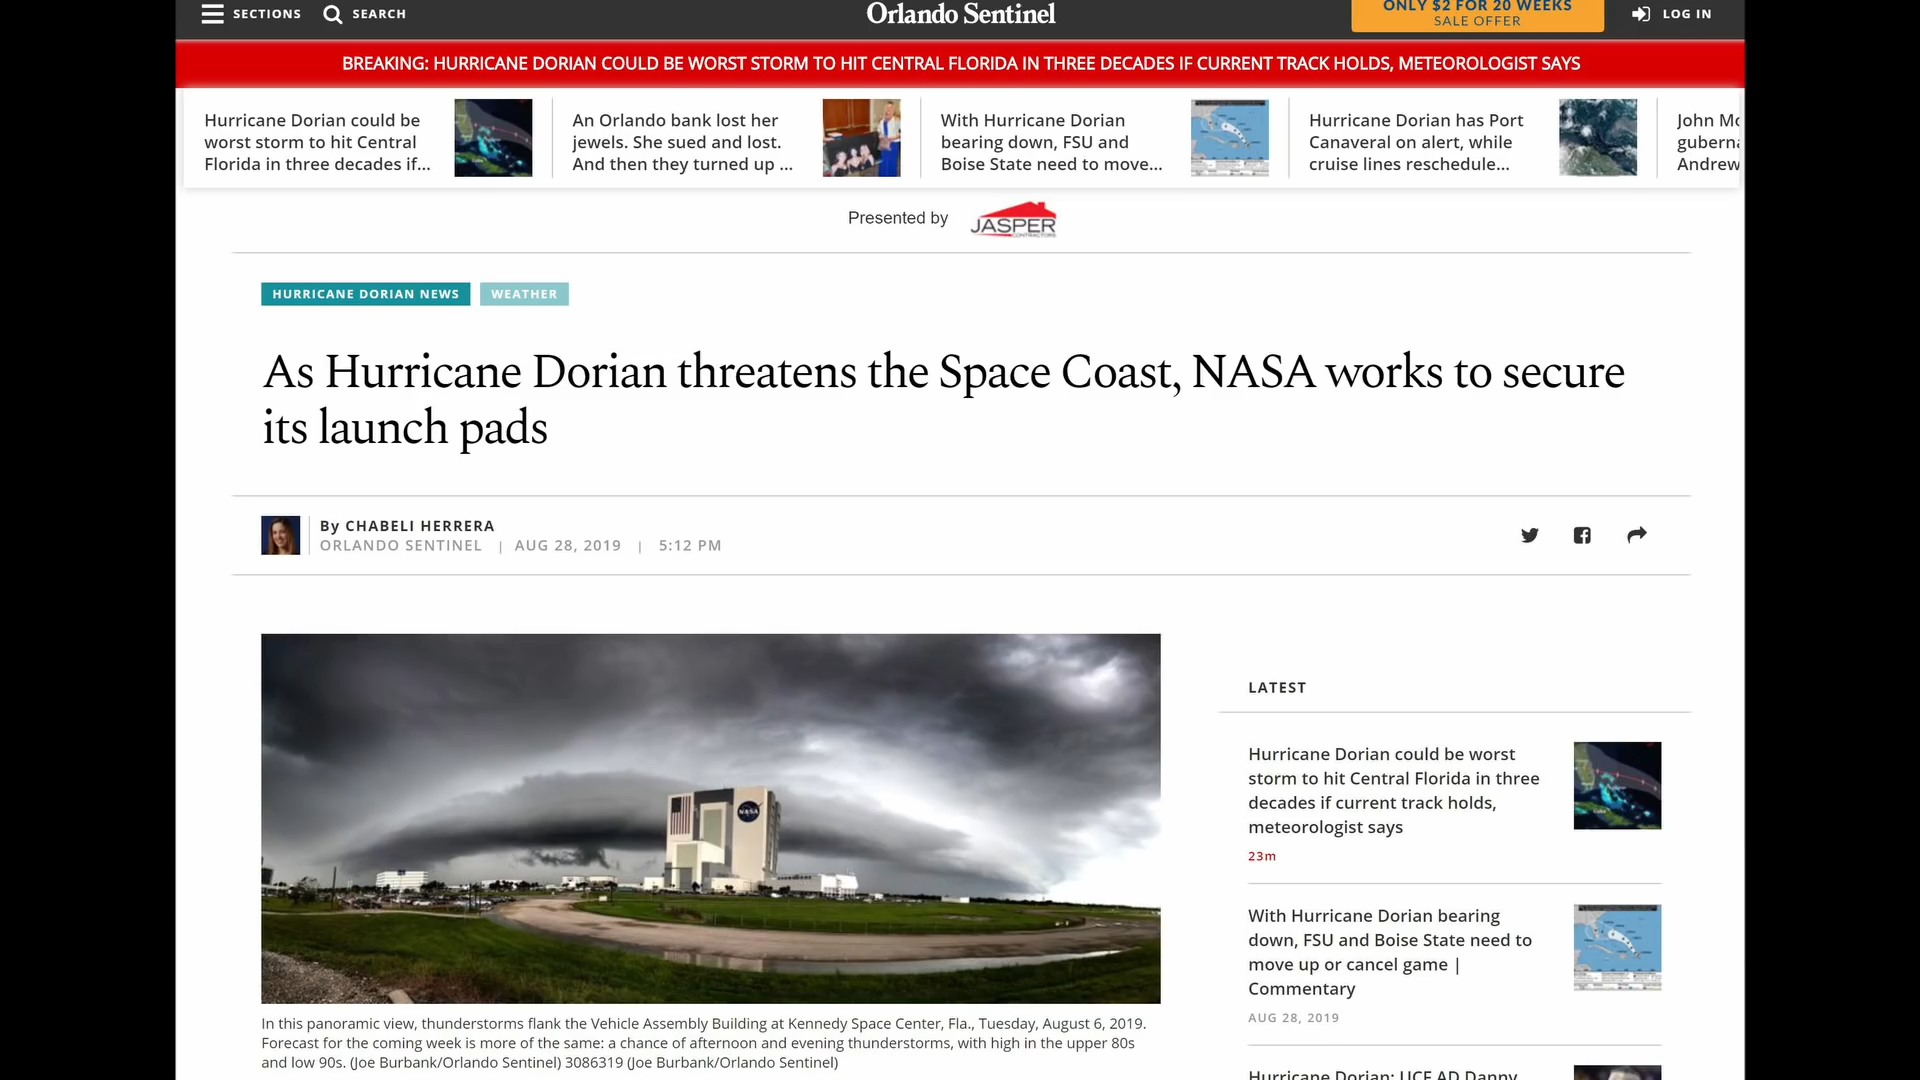 SECTIONS
SEARCH
Orlando Sentinel
ONLY $2 FOR 20 WEEKS
SALE OFFER
LOG IN
BREAKING: HURRICANE DORIAN COULD BE WORST STORM TO HIT CENTRAL FLORIDA IN THREE DECADES IF CURRENT TRACK HOLDS, METEOROLOGIST SAYS
Hurricane Dorian could be
worst storm to hit Central
Florida in three decades if...
An Orlando bank lost her
jewels. She sued and lost.
And then they turned up ...
With Hurricane Dorian
bearing down, FSU and
Boise State need to move...
Hurricane Dorian has Port
Canaveral on alert, while
cruise lines reschedule...
John
Andrew
Presented by
JASPER
CONTRACTORS
HURRICANE DORIAN NEWS
WEATHER
As Hurricane Dorian threatens the Space Coast, NASA works to secure
its launch pads
By CHABELI HERRERA
ORLANDO SENTINEL | AUG 28, 2019 | 5:12 PM
NASA
In this panoramic view, thunderstorms flank the Vehicle Assembly Building at Kennedy Space Center, Fla., Tuesday, August 6, 2019.
Forecast for the coming week is more of the same: a chance of afternoon and evening thunderstorms, with high in the upper 80s
and low 90s. (Joe Burbank/Orlando Sentinel) 3086319 (Joe Burbank/Orlando Sentinel)
LATEST
Hurricane Dorian could be worst
storm to hit Central Florida in three
decades if current track holds,
meteorologist says
23m
With Hurricane Dorian bearing
down, FSU and Boise State need to
move up or cancel game |
Commentary
AUG 28, 2019
Hurricane Dorian: UCF AD Danny